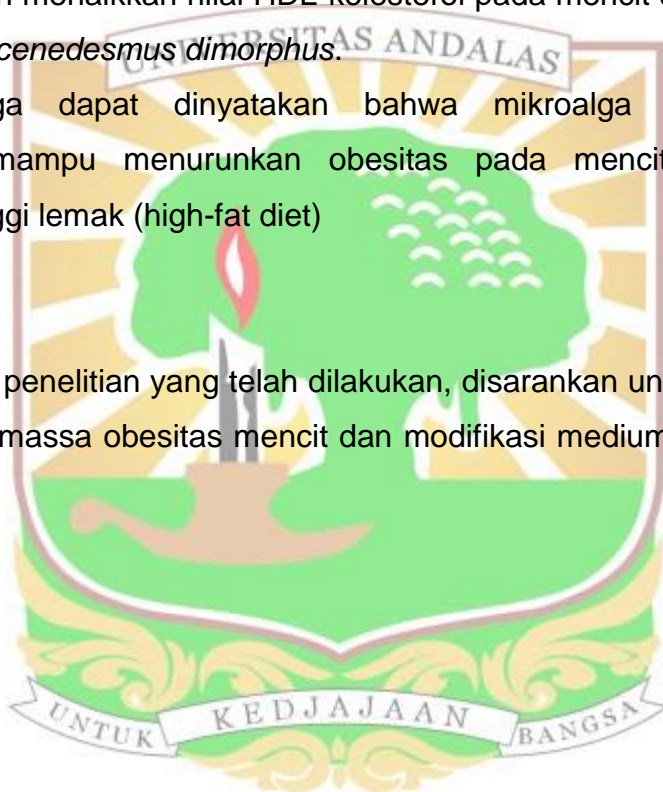 menaikkan nilai HDL kolesterol pada mencit
cenedesmus dimorphus.
UNIVERSITAS ANDALAS
ga dapat dinyatakan bahwa mikroalga
mampu menurunkan obesitas pada mencit
ggi lemak (high-fat diet)
penelitian yang telah dilakukan, disarankan un
massa obesitas mencit dan modifikasi medium
UNTUK KEDJAJAAN BANGSA